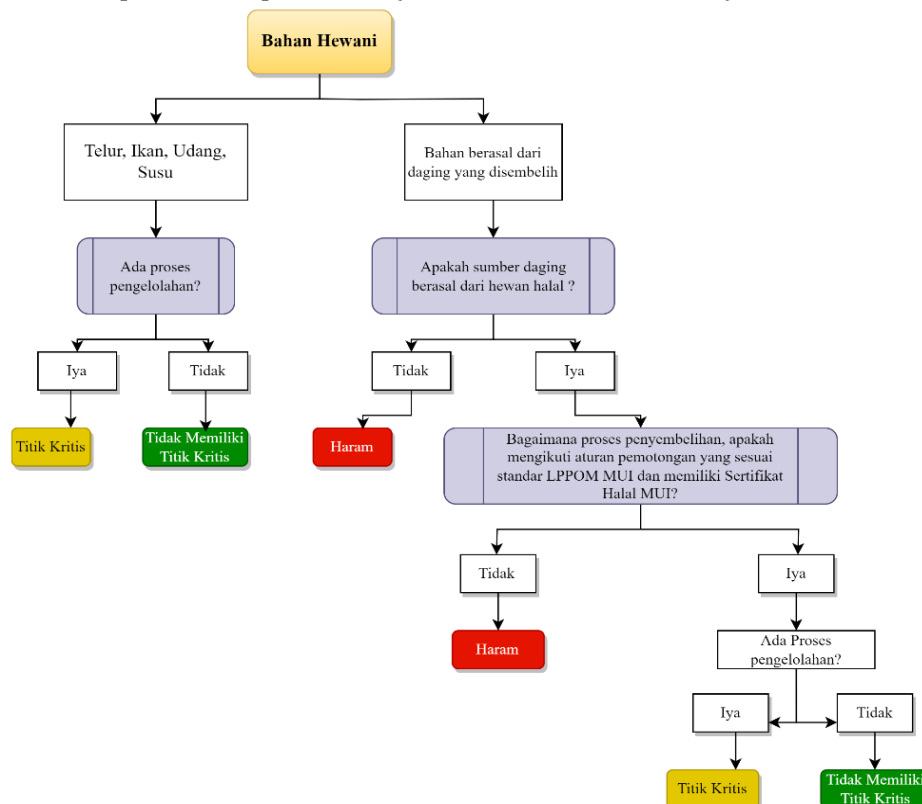 Bahan Hewani
Telur, Ikan, Udang,
Susu
Bahan berasal dari
daging yang disembelih
Ada proses
pengelolahan?
Apakah sumber daging
berasal dari hewan halal ?
Iya
Tidak
Tidak
Iya
Titik Kritis
Tidak Memiliki
Titik Kritis
Haram
Bagaimana proses penyembelihan, apakah
mengikuti aturan pemotongan yang sesuai
standar LPPOM MUI dan memiliki Sertifikat
Halal MUI?
Tidak
Iya
Haram
Ada Proses
pengelolahan?
Iya
Tidak
Titik Kritis
Tidak Memiliki
Titik Kritis